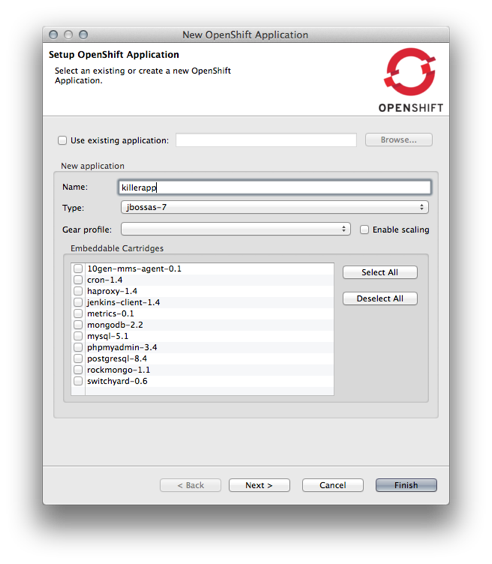 New OpenShift Application
Setup OpenShift Application
Select an existing or create a new OpenShift
Application.
OPENSHIFT
Use existing application:
Browse...
New application
Name: killerapp
Type: jbossas-7
Gear profile:
Enable scaling
Embeddable Cartridges
10gen-mms-agent-0.1
cron-1.4
haproxy-1.4
jenkins-client-1.4
metrics-0.1
mongodb-2.2
mysql-5.1
phpmyadmin-3.4
postgresql-8.4
rockmongo-1.1
switchyard-0.6
Select All
Deselect All
< Back
Next >
Cancel
Finish